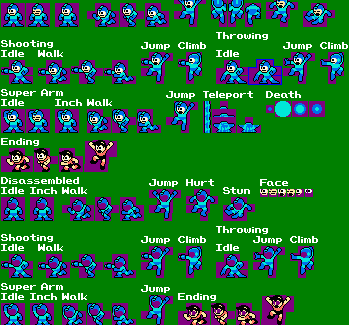 Shooting Throwing
Idle Walk Jump Climb Idle Jump Climb
Super Arm
Idle Inch Walk Jump Teleport Death
Ending
Disassembled
Idle Inch Walk Jump Hurt Stun Face
Shooting Throwing
Idle Walk Jump Climb Idle Jump Climb
Super Arm
Idle Inch Walk Jump Ending